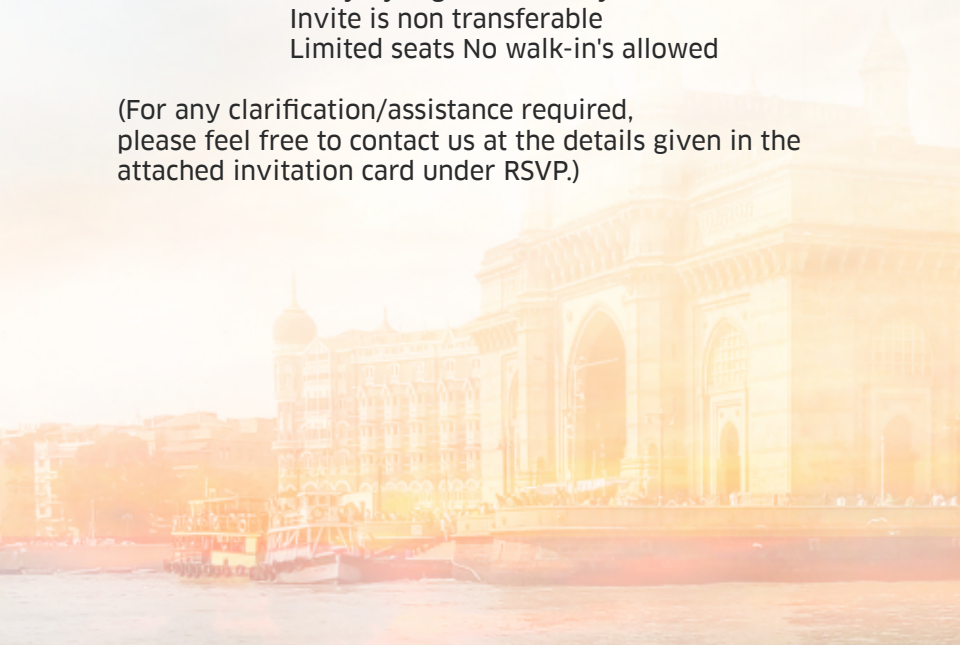 Invite is non transferable
Limited seats No walk-in's allowed
(For any clarification/assistance required,
please feel free to contact us at the details given in the
attached invitation card under RSVP.)